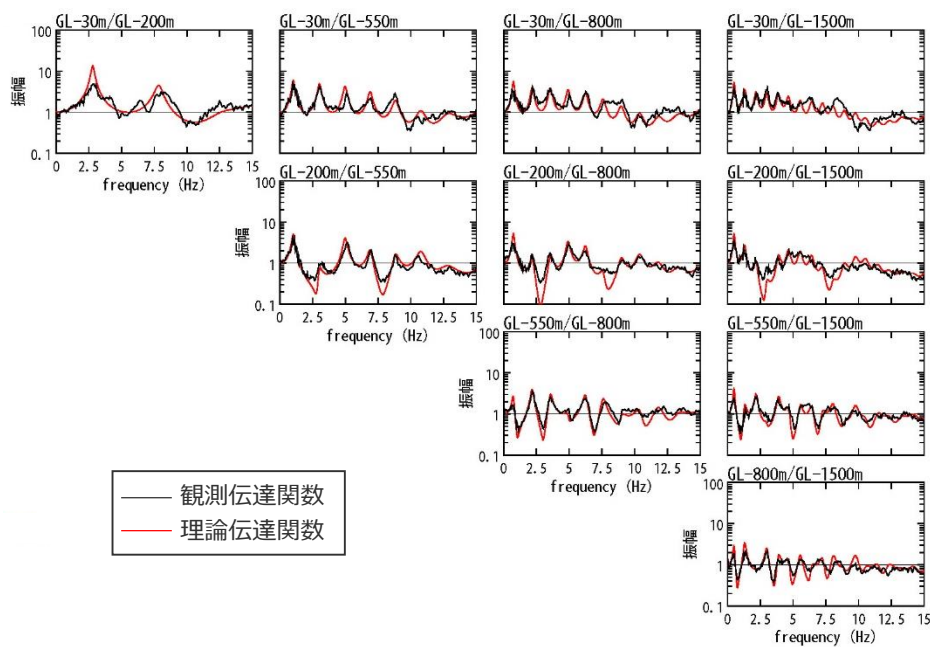 GL-30m/GL-200m GL-30m/GL-550m GL-30m/GL-800m GL-30m/GL-1500m
100
10
1
0.1
振幅
0 2.5 5 7.5 10 12.5 15
frequency (Hz)
GL-200m/GL-550m GL-200m/GL-800m GL-200m/GL-1500m
100
10
1
0.1
振幅
0 2.5 5 7.5 10 12.5 15
frequency (Hz)
GL-550m/GL-800m GL-550m/GL-1500m
100
10
1
0.1
振幅
0 2.5 5 7.5 10 12.5 15
frequency (Hz)
観測伝達関数
理論伝達関数
GL-800m/GL-1500m
100
10
1
0.1
振幅
0 2.5 5 7.5 10 12.5 15
frequency (Hz)